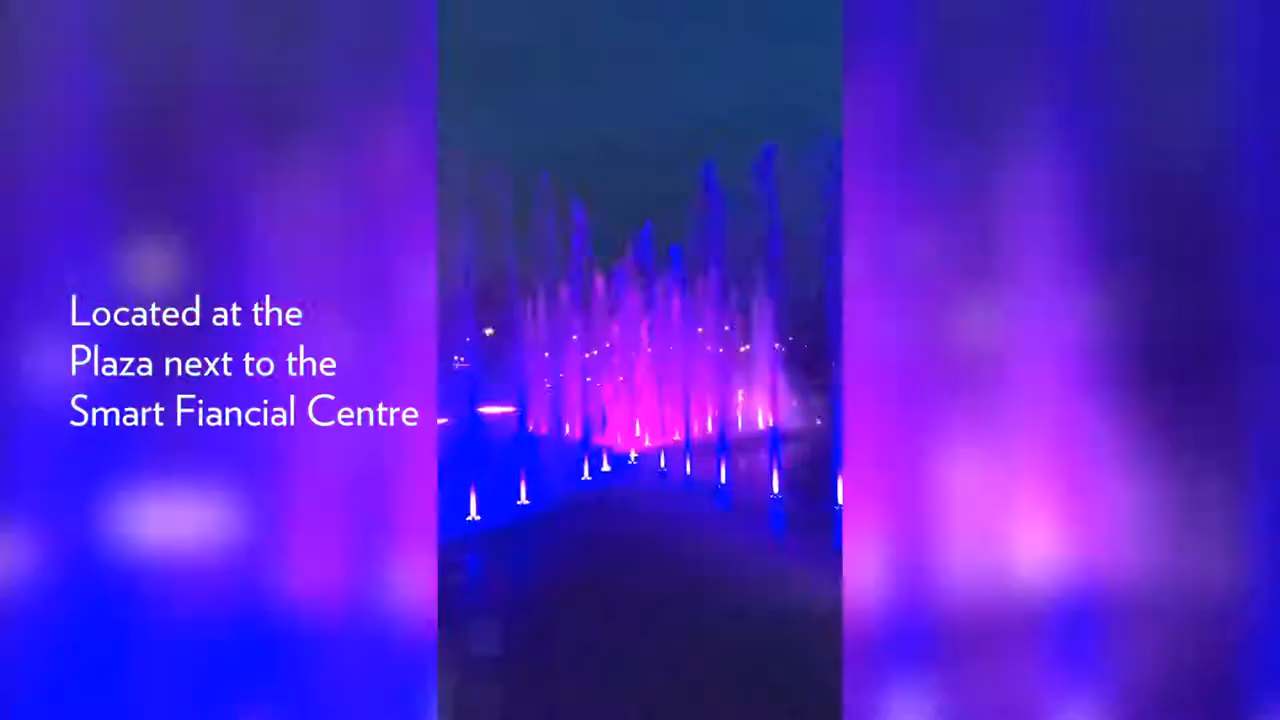 Located at the
Plaza next to the
Smart Fiancial Centre